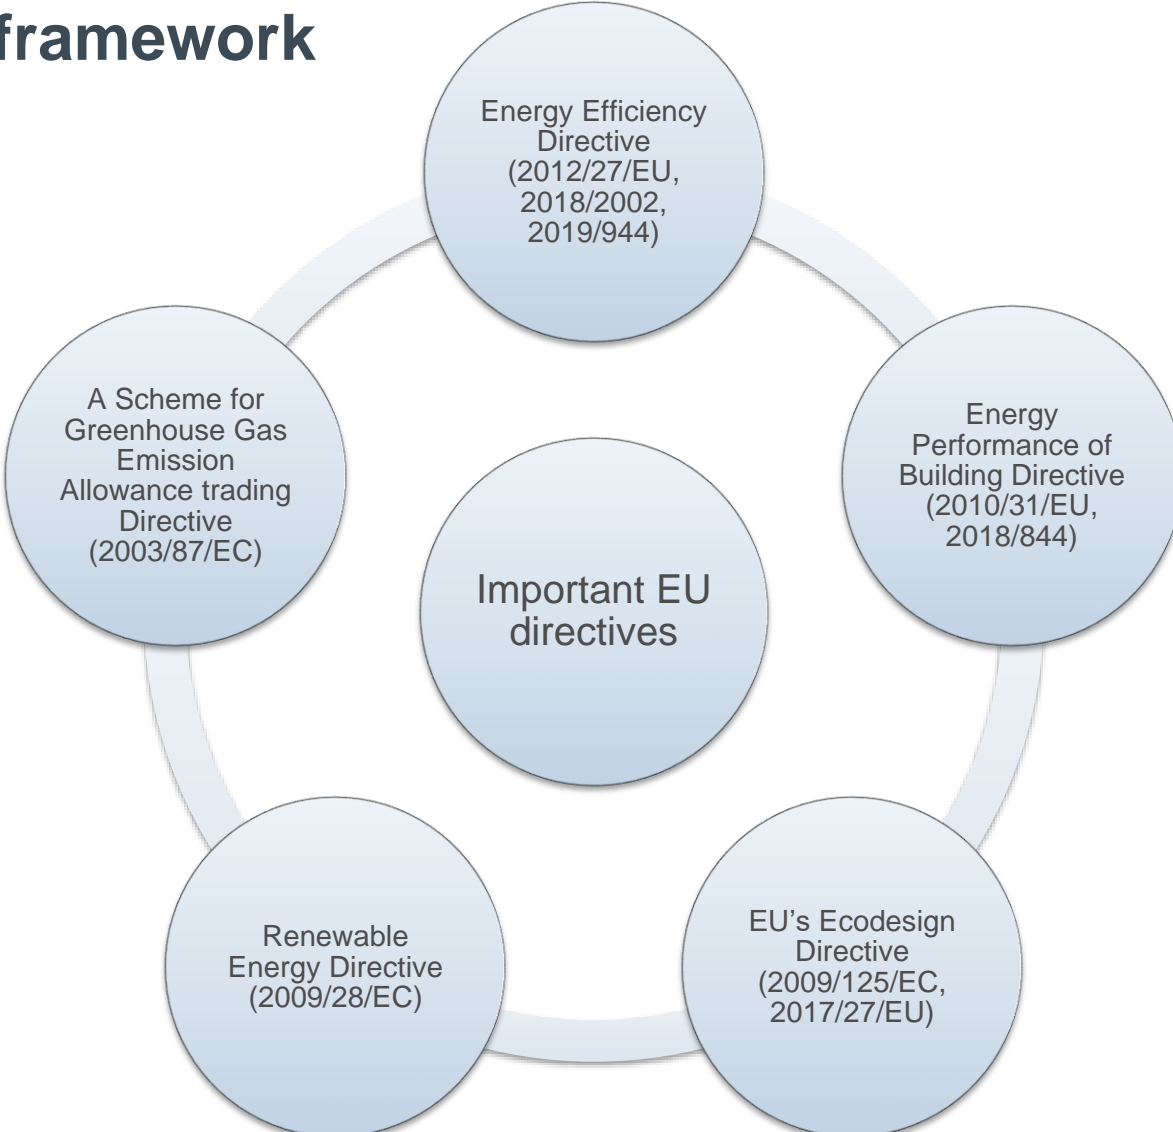 framework
Energy Efficiency
Directive
(2012/27/EU,
2018/2002,
2019/944)
A Scheme for
Greenhouse Gas
Emission
Allowance trading
Directive
(2003/87/EC)
Energy
Performance of
Building Directive
(2010/31/EU,
2018/844)
Important EU
directives
Renewable
Energy Directive
(2009/28/EC)
EU’s Ecodesign
Directive
(2009/125/EC,
2017/27/EU)